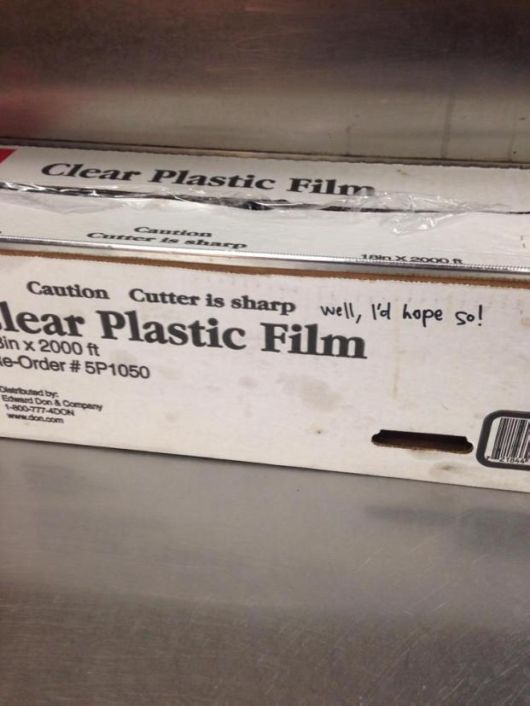 Clear Plastic Film
Caution
Cutter is sharp
18in X 2000 ft
Caution Cutter is sharp well, I'd hope so!
lear Plastic Film
in x 2000 ft
e-Order # 5P1050
Distributed by:
Edward Don & Company
1-800-777-4DON
www.don.com